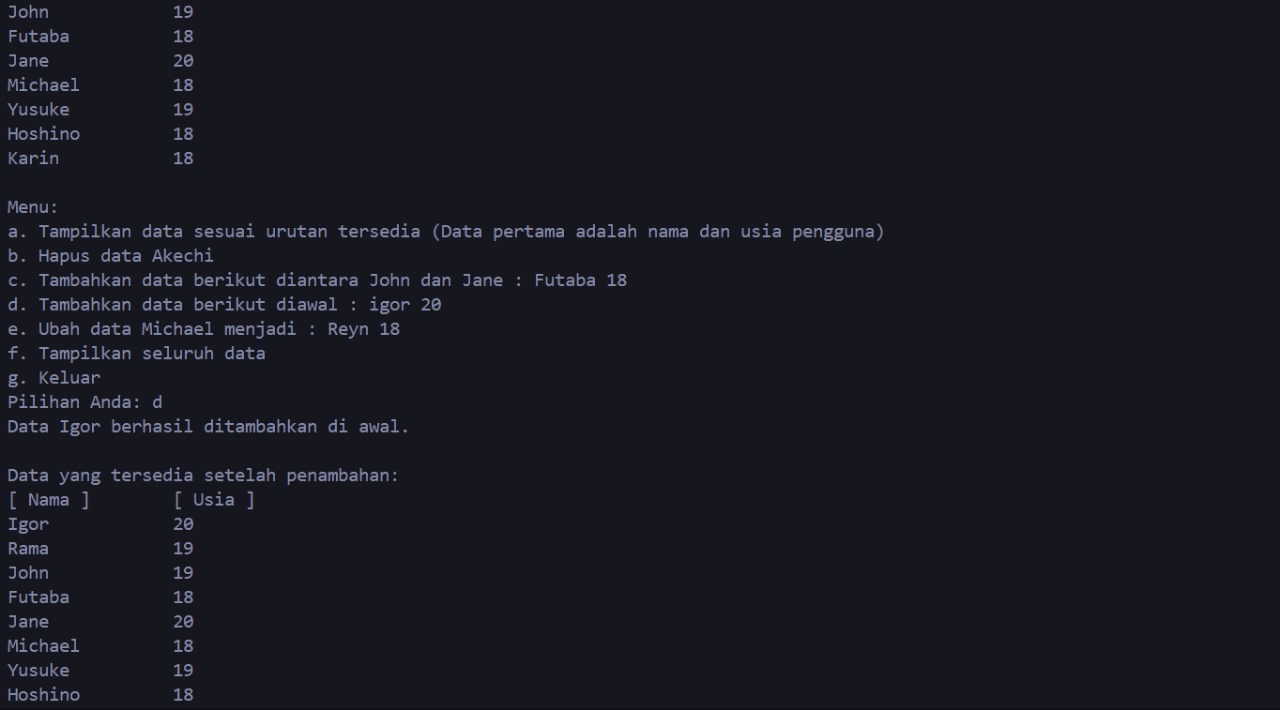 John 19
Futaba 18
Jane 20
Michael 18
Yusuke 19
Hoshino 18
Karin 18
Menu:
a. Tampilkan data sesuai urutan tersedia (Data pertama adalah nama dan usia pengguna)
b. Hapus data Akechi
c. Tambahkan data berikut diantara John dan Jane : Futaba 18
d. Tambahkan data berikut diawal : igor 20
e. Ubah data Michael menjadi : Reyn 18
f. Tampilkan seluruh data
g. Keluar
Pilihan Anda: d
Data Igor berhasil ditambahkan di awal.
Data yang tersedia setelah penambahan:
[ Nama ] [ Usia ]
Igor 20
Rama 19
John 19
Futaba 18
Jane 20
Michael 18
Yusuke 19
Hoshino 18